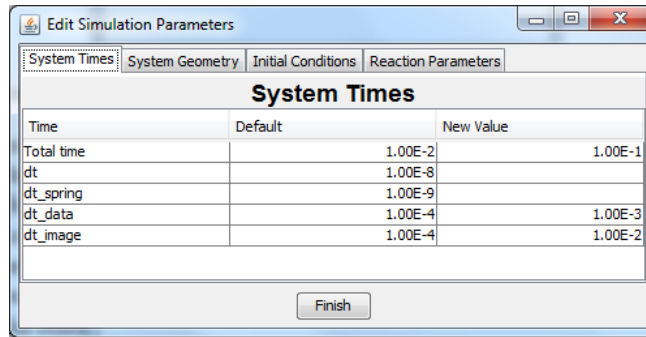 Edit Simulation Parameters
System Times System Geometry Initial Conditions Reaction Parameters
System Times
Time Default New Value
Total time 1.00E-2 1.00E-1
dt 1.00E-8
dt_spring 1.00E-9
dt_data 1.00E-4 1.00E-3
dt_image 1.00E-4 1.00E-2
Finish